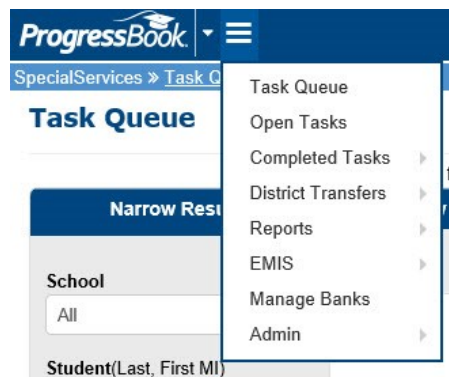 ProgressBook
SpecialServices » Task Q
Task Queue
Task Queue
Open Tasks
Completed Tasks
District Transfers
Reports
EMIS
Manage Banks
Admin
Narrow Resu
School
All
Student(Last, First MI)